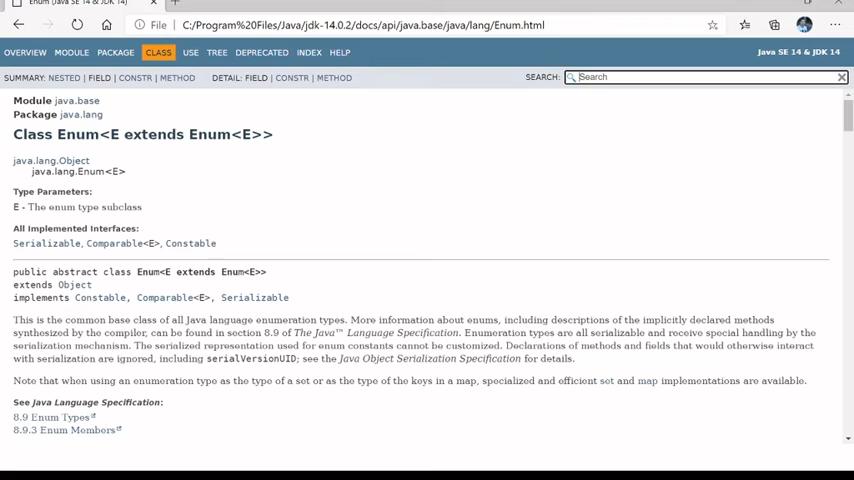 Enum (Java SE 14 & JDK 14)
File C:/Program%20Files/Java/jdk-14.0.2/docs/api/java.base/java/lang/Enum.html
OVERVIEW MODULE PACKAGE CLASS USE TREE DEPRECATED INDEX HELP Java SE 14 & JDK 14
SUMMARY: NESTED | FIELD | CONSTR | METHOD DETAIL: FIELD | CONSTR | METHOD SEARCH: Search
Module java.base
Package java.lang
Class Enum<E extends Enum<E>>
java.lang.Object
java.lang.Enum<E>
Type Parameters:
E - The enum type subclass
All Implemented Interfaces:
Serializable, Comparable<E>, Constable
public abstract class Enum<E extends Enum<E>>
extends Object
implements Constable, Comparable<E>, Serializable
This is the common base class of all Java language enumeration types. More information about enums, including descriptions of the implicitly declared methods
synthesized by the compiler, can be found in section 8.9 of The Java™ Language Specification. Enumeration types are all serializable and receive special handling by the
serialization mechanism. The serialized representation used for enum constants cannot be customized. Declarations of methods and fields that would otherwise interact
with serialization are ignored, including serialVersionUID; see the Java Object Serialization Specification for details.
Note that when using an enumeration type as the type of a set or as the type of the keys in a map, specialized and efficient set and map implementations are available.
See Java Language Specification:
8.9 Enum Types
8.9.3 Enum Members